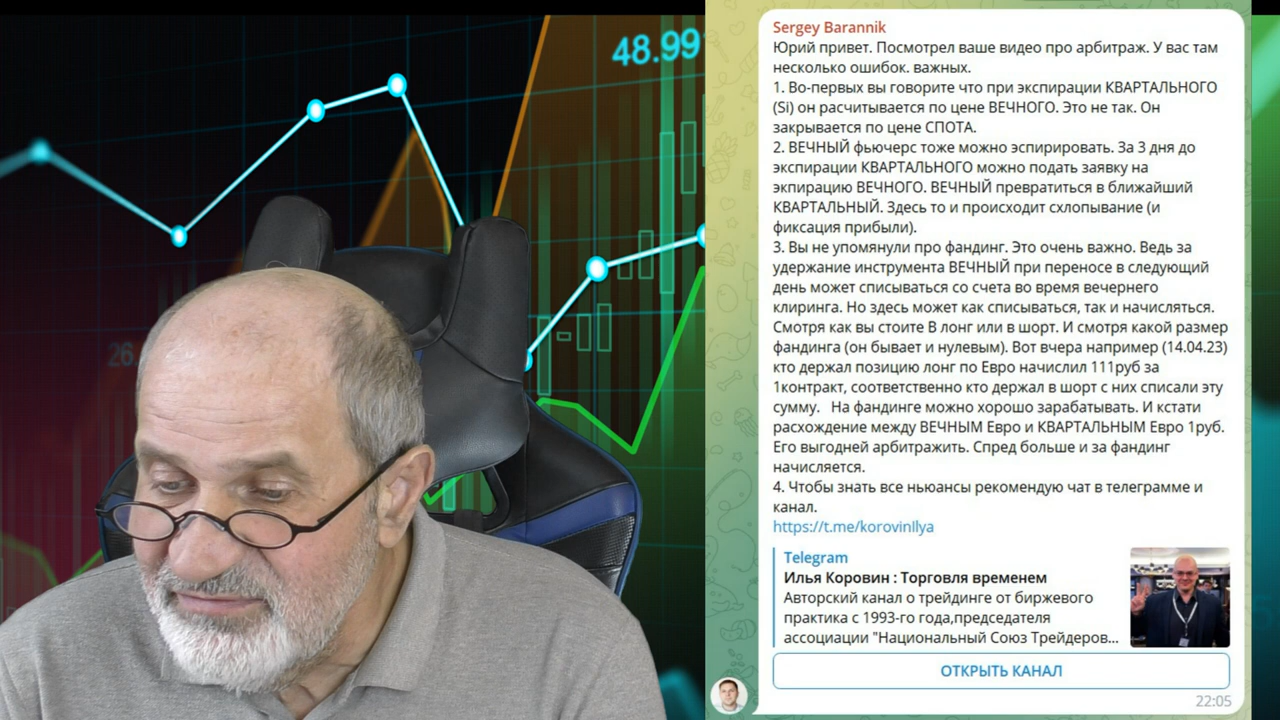 48.99
26.
Sergey Barannik
Юрий привет. Посмотрел ваше видео про арбитраж. У вас там
несколько ошибок. важных.
1. Во-первых вы говорите что при экспирации КВАРТАЛЬНОГО
(Si) он расчитывается по цене ВЕЧНОГО. Это не так. Он
закрывается по цене СПОТА.
2. ВЕЧНЫЙ фьючерс тоже можно эспирировать. За 3 дня до
экспирации КВАРТАЛЬНОГО можно подать заявку на
экпирацию ВЕЧНОГО. ВЕЧНЫЙ превратиться в ближайший
КВАРТАЛЬНЫЙ. Здесь то и происходит схлопывание (и
фиксация прибыли).
3. Вы не упомянули про фандинг. Это очень важно. Ведь за
удержание инструмента ВЕЧНЫЙ при переносе в следующий
день может списываться со счета во время вечернего
клиринга. Но здесь может как списываться, так и начисляться.
Смотря как вы стоите В лонг или в шорт. И смотря какой размер
фандинга (он бывает и нулевым). Вот вчера например (14.04.23)
кто держал позицию лонг по Евро начислил 111руб за
1контракт, соответственно кто держал в шорт с них списали эту
сумму. На фандинге можно хорошо зарабатывать. И кстати
расхождение между ВЕЧНЫМ Евро и КВАРТАЛЬНЫМ Евро 1руб.
Его выгодней арбитражить. Спред больше и за фандинг
начисляется.
4. Чтобы знать все ньюансы рекомендую чат в телеграмме и
канал.
https://t.me/korovinIlya
Telegram
Илья Коровин : Торговля временем
Авторский канал о трейдинге от биржевого
практика с 1993-го года,председателя
ассоциации "Национальный Союз Трейдеров...
ОТКРЫТЬ КАНАЛ
22:05